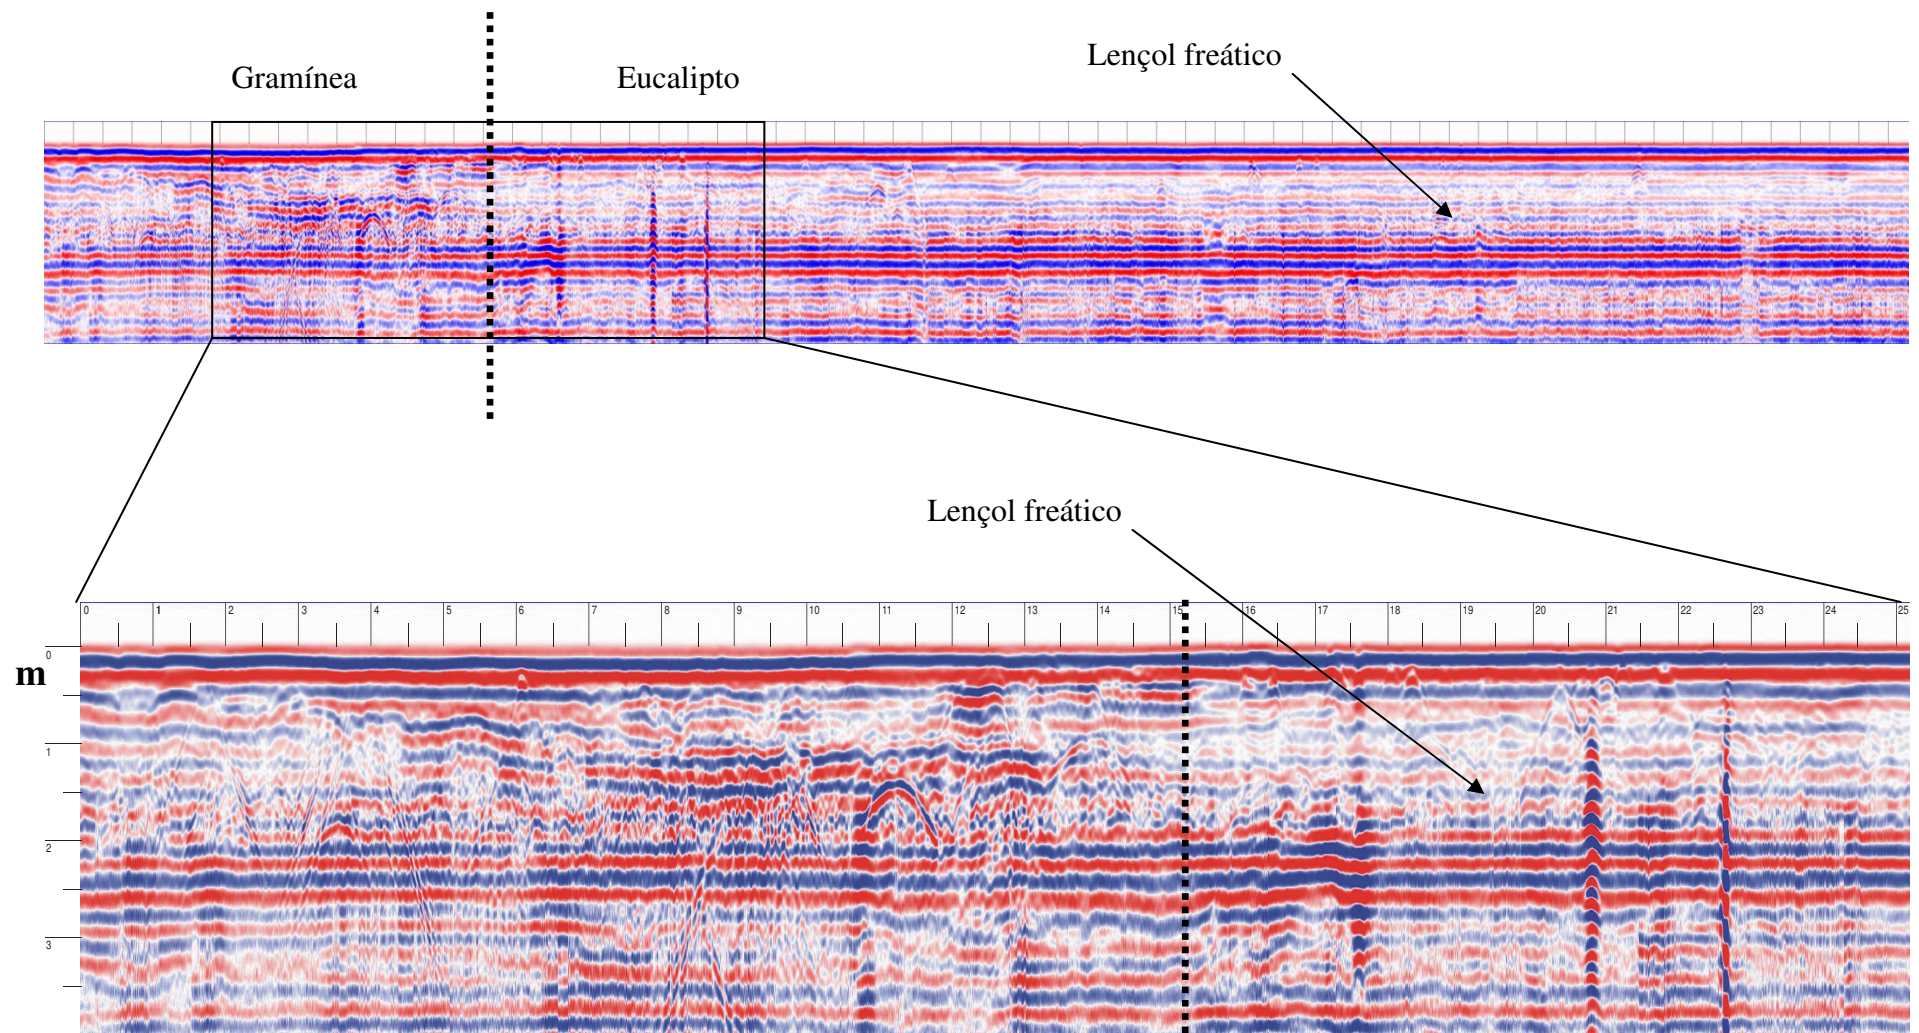 Lençol freático
Gramínea Eucalipto
Lençol freático
0 1 2 3 4 5 6 7 8 9 10 11 12 13 14 15 16 17 18 19 20 21 22 23 24 25
0
m
1
2
3